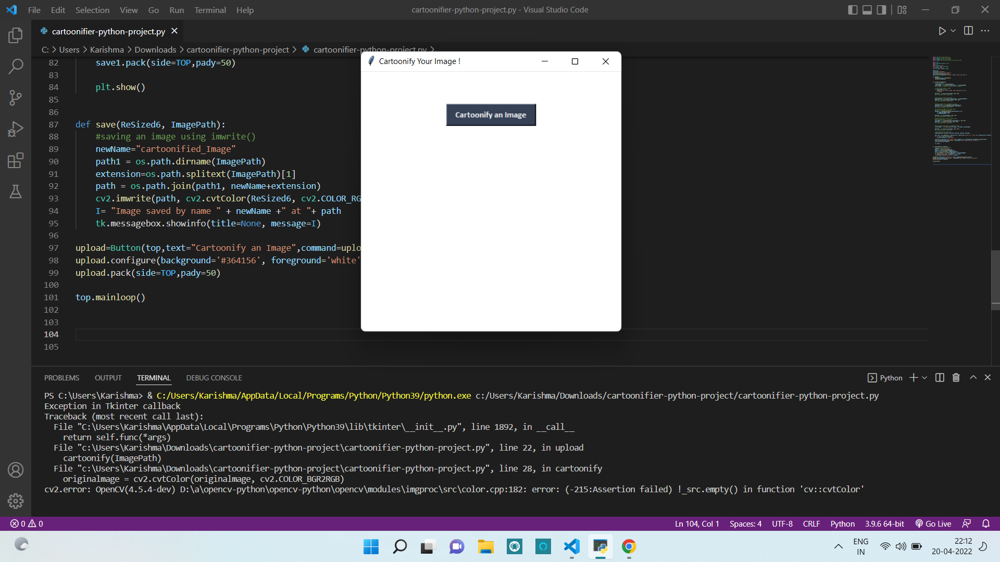 File Edit Selection View Go Run Terminal Help
cartoonifier-python-project.py - Visual Studio Code
cartoonifier-python-project.py
C: > Users > Karishma > Downloads > cartoonifier-python-project > cartoonifier-python-project.py >
Cartoonify Your Image !
Cartoonify an Image
82 save1.pack(side=TOP,pady=50)
83
84 plt.show()
85
86
87 def save(ReSized6, ImagePath):
88 #saving an image using imwrite()
89 newName="cartoonified_Image"
90 path1 = os.path.dirname(ImagePath)
91 extension=os.path.splitext(ImagePath)[1]
92 path = os.path.join(path1, newName+extension)
93 cv2.imwrite(path, cv2.cvtColor(ReSized6, cv2.COLOR_RG
94 I= "Image saved by name " + newName +" at "+ path
95 tk.messagebox.showinfo(title=None, message=I)
96
97 upload=Button(top,text="Cartoonify an Image",command=uplo
98 upload.configure(background='#364156', foreground='white'
99 upload.pack(side=TOP,pady=50)
100
101 top.mainloop()
102
103
104
105
PROBLEMS OUTPUT TERMINAL DEBUG CONSOLE
Python
PS C:\Users\Karishma> & C:/Users/Karishma/AppData/Local/Programs/Python/Python39/python.exe c:/Users/Karishma/Downloads/cartoonifier-python-project/cartoonifier-python-project.py
Exception in Tkinter callback
Traceback (most recent call last):
File "C:\Users\Karishma\AppData\Local\Programs\Python\Python39\lib\tkinter\__init__.py", line 1892, in __call__
return self.func(*args)
File "c:\Users\Karishma\Downloads\cartoonifier-python-project\cartoonifier-python-project.py", line 22, in upload
cartoonify(ImagePath)
File "c:\Users\Karishma\Downloads\cartoonifier-python-project\cartoonifier-python-project.py", line 28, in cartoonify
originalmage = cv2.cvtColor(originalmage, cv2.COLOR_BGR2RGB)
cv2.error: OpenCV(4.5.4-dev) D:\a\opencv-python\opencv-python\opencv\modules\imgproc\src\color.cpp:182: error: (-215:Assertion failed) !_src.empty() in function 'cv::cvtColor'
0 0
Ln 104, Col 1 Spaces: 4 UTF-8 CRLF Python 3.9.6 64-bit Go Live
ENG
IN
22:12
20-04-2022